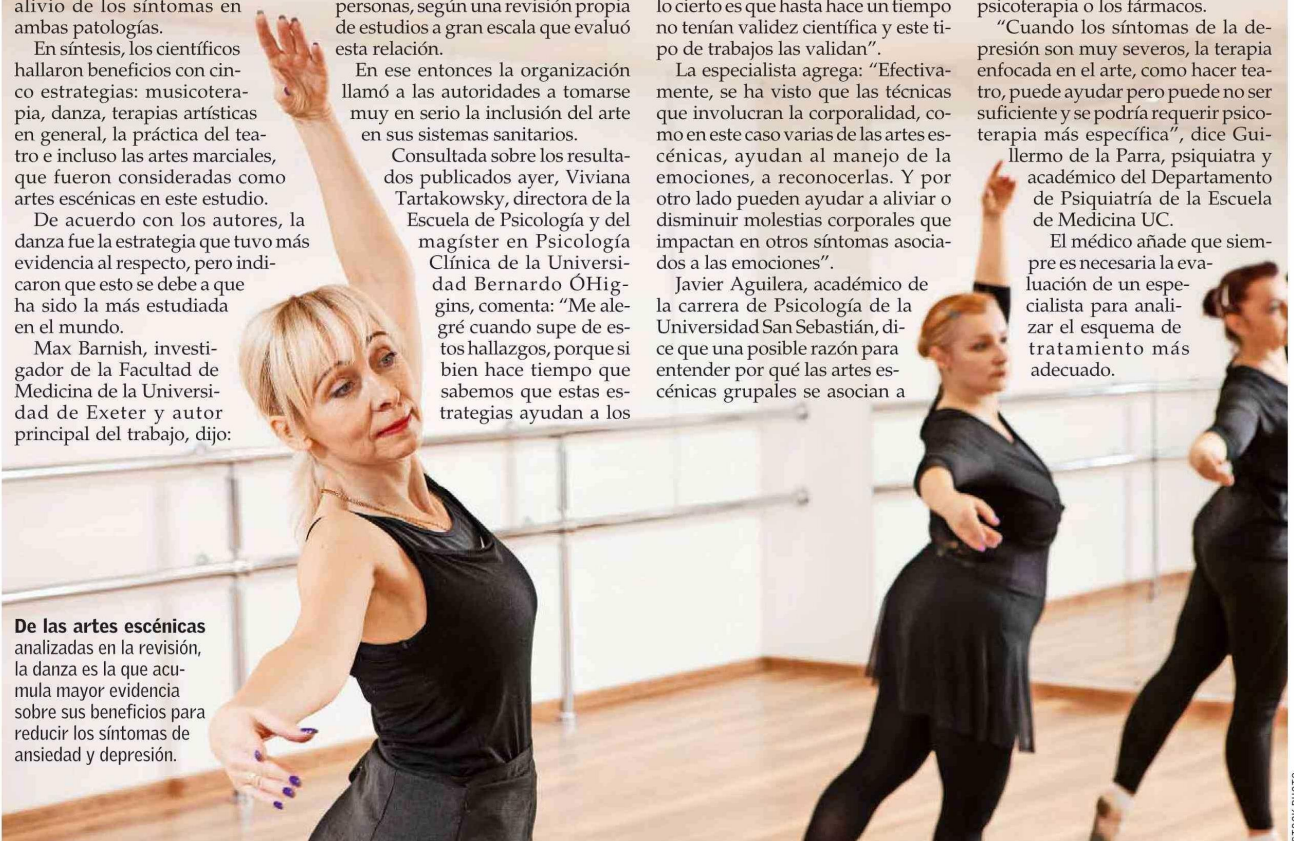 alivio de los síntomas en
ambas patologías.
En síntesis, los científicos
hallaron beneficios con cin-
co estrategias: musicotera-
pia, danza, terapias artísticas
en general, la práctica del tea-
tro e incluso las artes marciales,
que fueron consideradas como
artes escénicas en este estudio.
De acuerdo con los autores, la
danza fue la estrategia que tuvo más
evidencia al respecto, pero indi-
caron que esto se debe a que
ha sido la más estudiada
en el mundo.
Max Barnish, investi-
gador de la Facultad de
Medicina de la Universi-
dad de Exeter y autor
principal del trabajo, dijo:
personas, según una revisión propia
de estudios a gran escala que evaluó
esta relación.
En ese entonces la organización
llamó a las autoridades a tomarse
muy en serio la inclusión del arte
en sus sistemas sanitarios.
Consultada sobre los resulta-
dos publicados ayer, Viviana
Tartakowsky, directora de la
Escuela de Psicología y del
magíster en Psicología
Clínica de la Universi-
dad Bernardo ÓHig-
gins, comenta: “Me ale-
gré cuando supe de es-
tos hallazgos, porque si
bien hace tiempo que
sabemos que estas es-
trategias ayudan a los
lo cierto es que hasta hace un tiempo
no tenían validez científica y este ti-
po de trabajos las validan”.
La especialista agrega: “Efectiva-
mente, se ha visto que las técnicas
que involucran la corporalidad, co-
mo en este caso varias de las artes es-
cénicas, ayudan al manejo de la
emociones, a reconocerlas. Y por
otro lado pueden ayudar a aliviar o
disminuir molestias corporales que
impactan en otros síntomas asocia-
dos a las emociones”.
Javier Aguilera, académico de
la carrera de Psicología de la
Universidad San Sebastián, di-
ce que una posible razón para
entender por qué las artes es-
cénicas grupales se asocian a
psicoterapia o los fármacos.
“Cuando los síntomas de la de-
presión son muy severos, la terapia
enfocada en el arte, como hacer tea-
tro, puede ayudar pero puede no ser
suficiente y se podría requerir psico-
terapia más específica”, dice Gui-
llermo de la Parra, psiquiatra y
académico del Departamento
de Psiquiatría de la Escuela
de Medicina UC.
El médico añade que siem-
pre es necesaria la eva-
luación de un espe-
cialista para anali-
zar el esquema de
tratamiento más
adecuado.
De las artes escénicas
analizadas en la revisión,
la danza es la que acu-
mula mayor evidencia
sobre sus beneficios para
reducir los síntomas de
ansiedad y depresión.